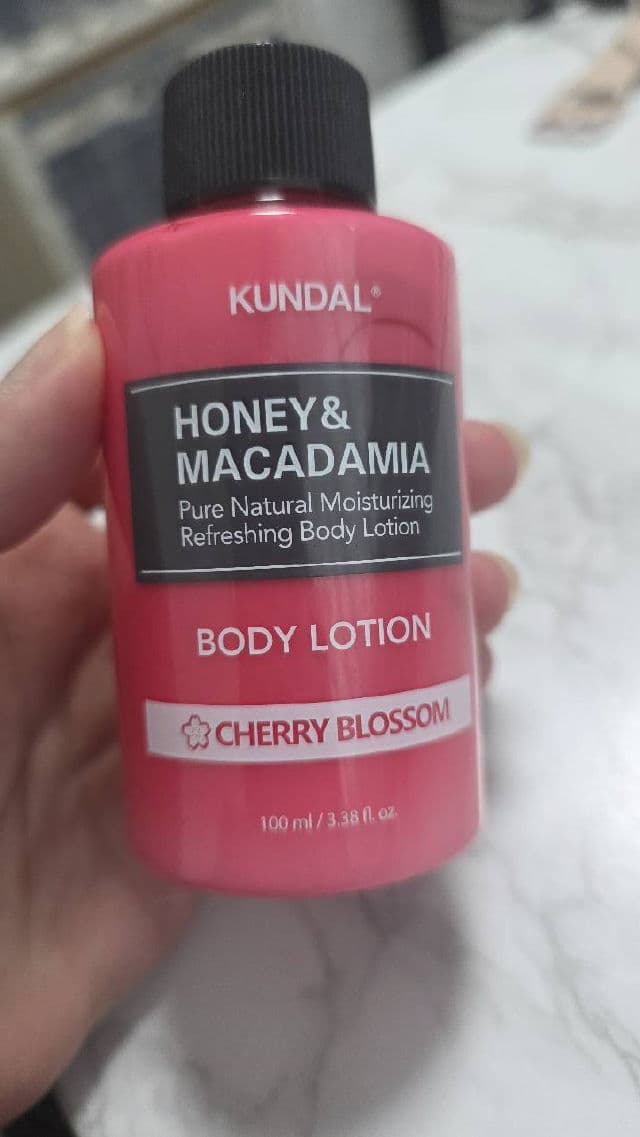 KUNDAL®
HONEY&
MACADAMIA
Pure Natural Moisturizing
Refreshing Body Lotion
BODY LOTION
CHERRY BLOSSOM
100 ml / 3.38 fl. oz.